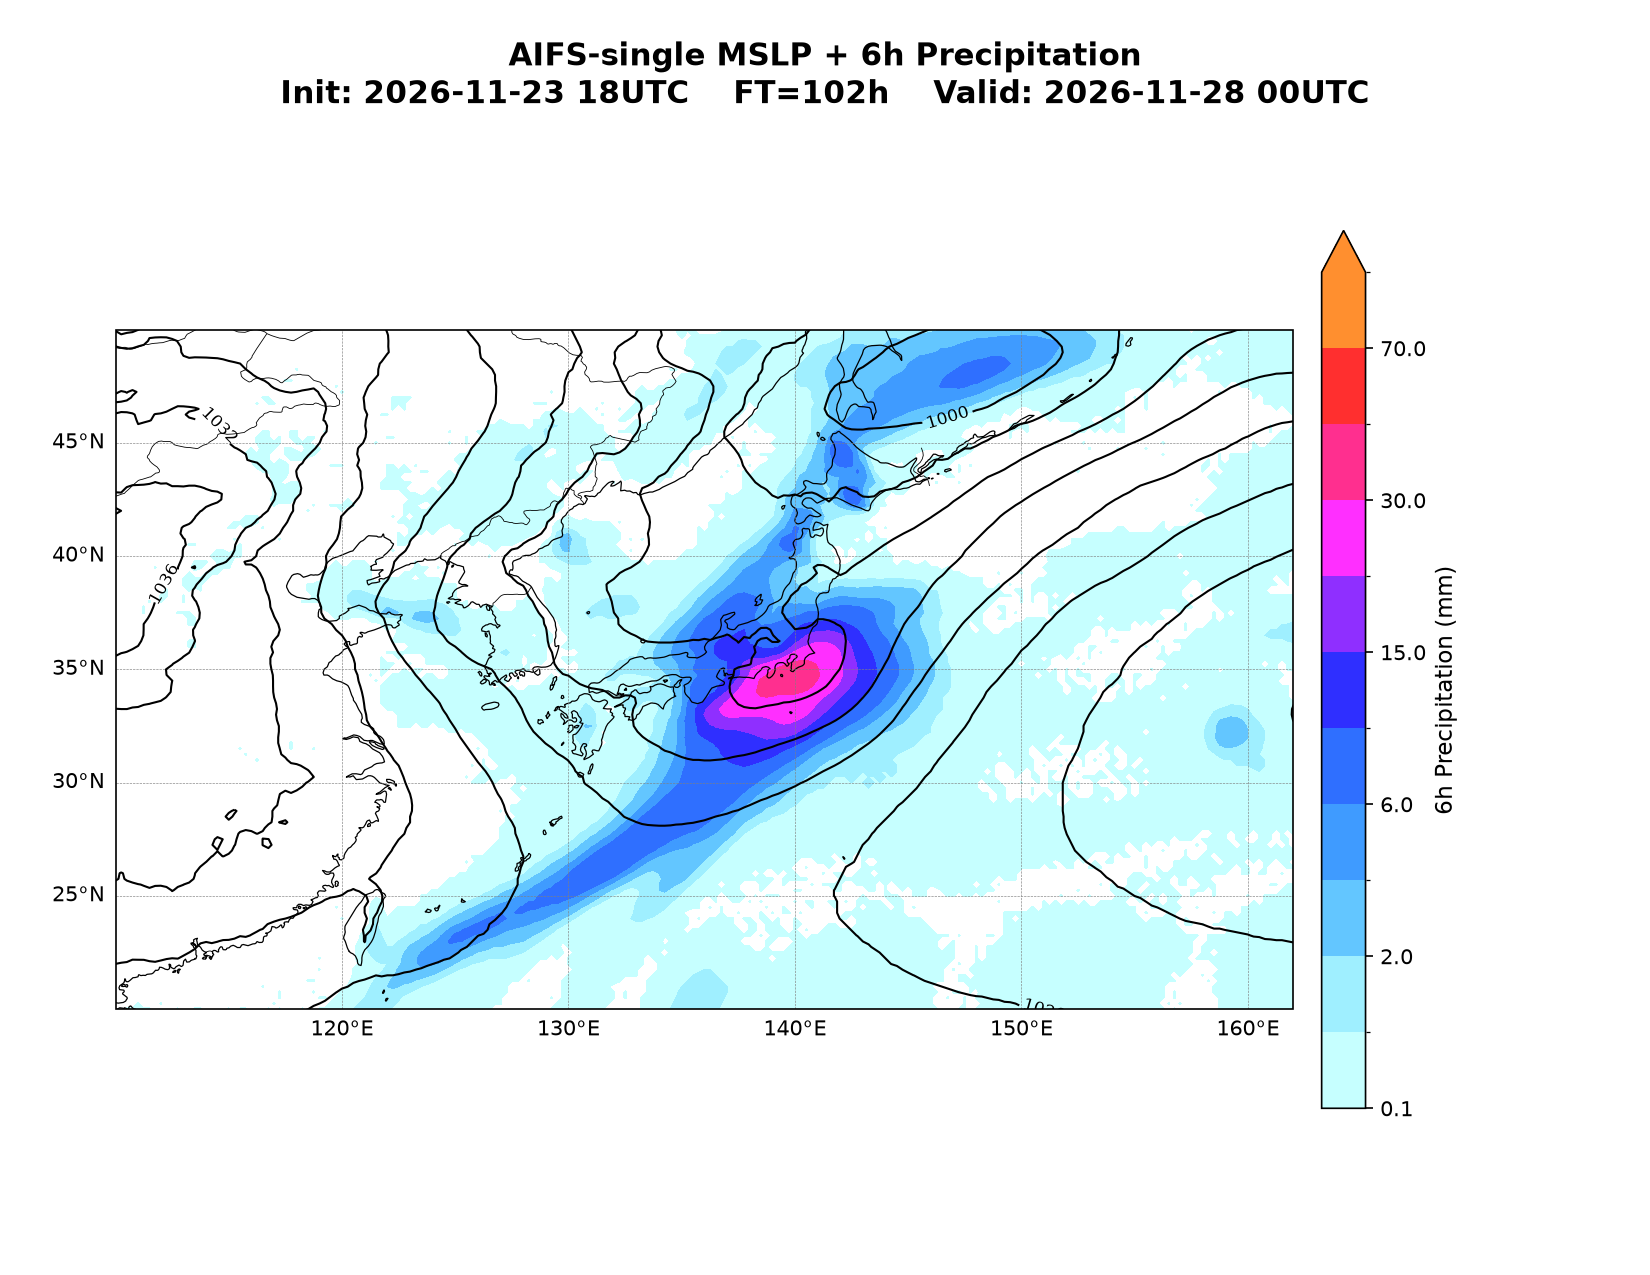 AIFS-single MSLP + 6h Precipitation
Init: 2026-11-23 18UTC    FT=102h    Valid: 2026-11-28 00UTC
70.0
1000
1032
45°N
30.0
40°N
1036
15.0
35°N
6h Precipitation (mm)
30°N
6.0
25°N
2.0
120°E
130°E
140°E
150°E
160°E
0.1